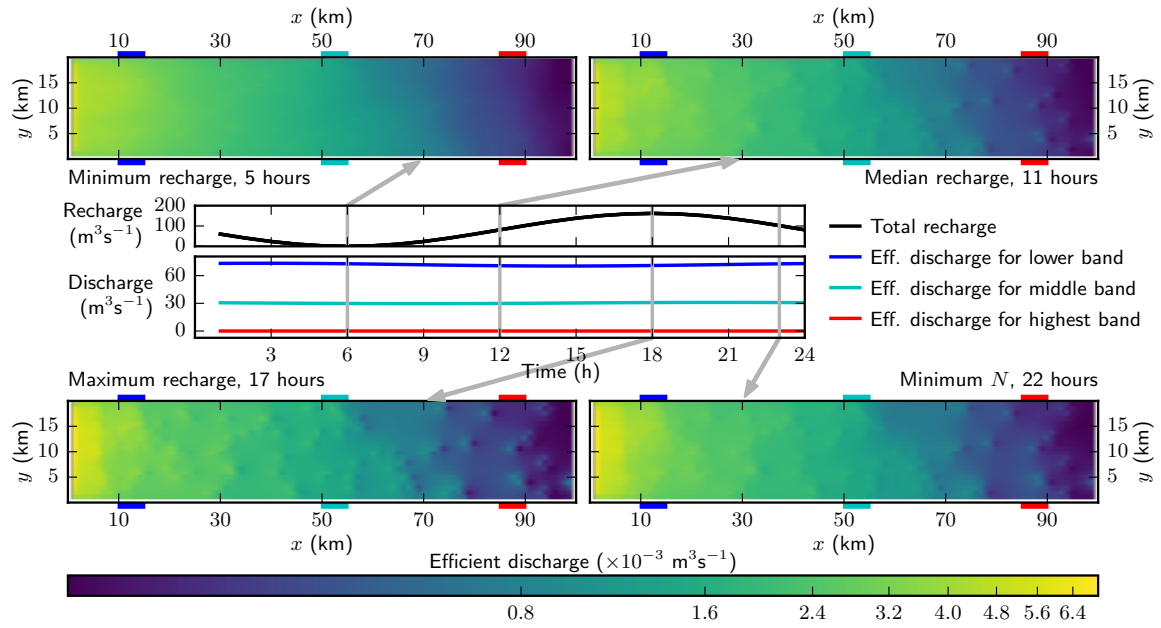 x (km)
x (km)
10 30 50 70 90
10 30 50 70 90
y (km)
15
10
5
15
10
5
y (km)
Minimum recharge, 5 hours
Median recharge, 11 hours
Recharge
(m³s⁻¹)
200
100
0
Discharge
(m³s⁻¹)
60
30
0
3 6 9 12 15 18 21 24
Time (h)
Total recharge
Eff. discharge for lower band
Eff. discharge for middle band
Eff. discharge for highest band
Maximum recharge, 17 hours
Minimum N, 22 hours
y (km)
15
10
5
15
10
5
y (km)
10 30 50 70 90
10 30 50 70 90
x (km)
x (km)
Efficient discharge (×10⁻³ m³s⁻¹)
0.8 1.6 2.4 3.2 4.0 4.8 5.6 6.4